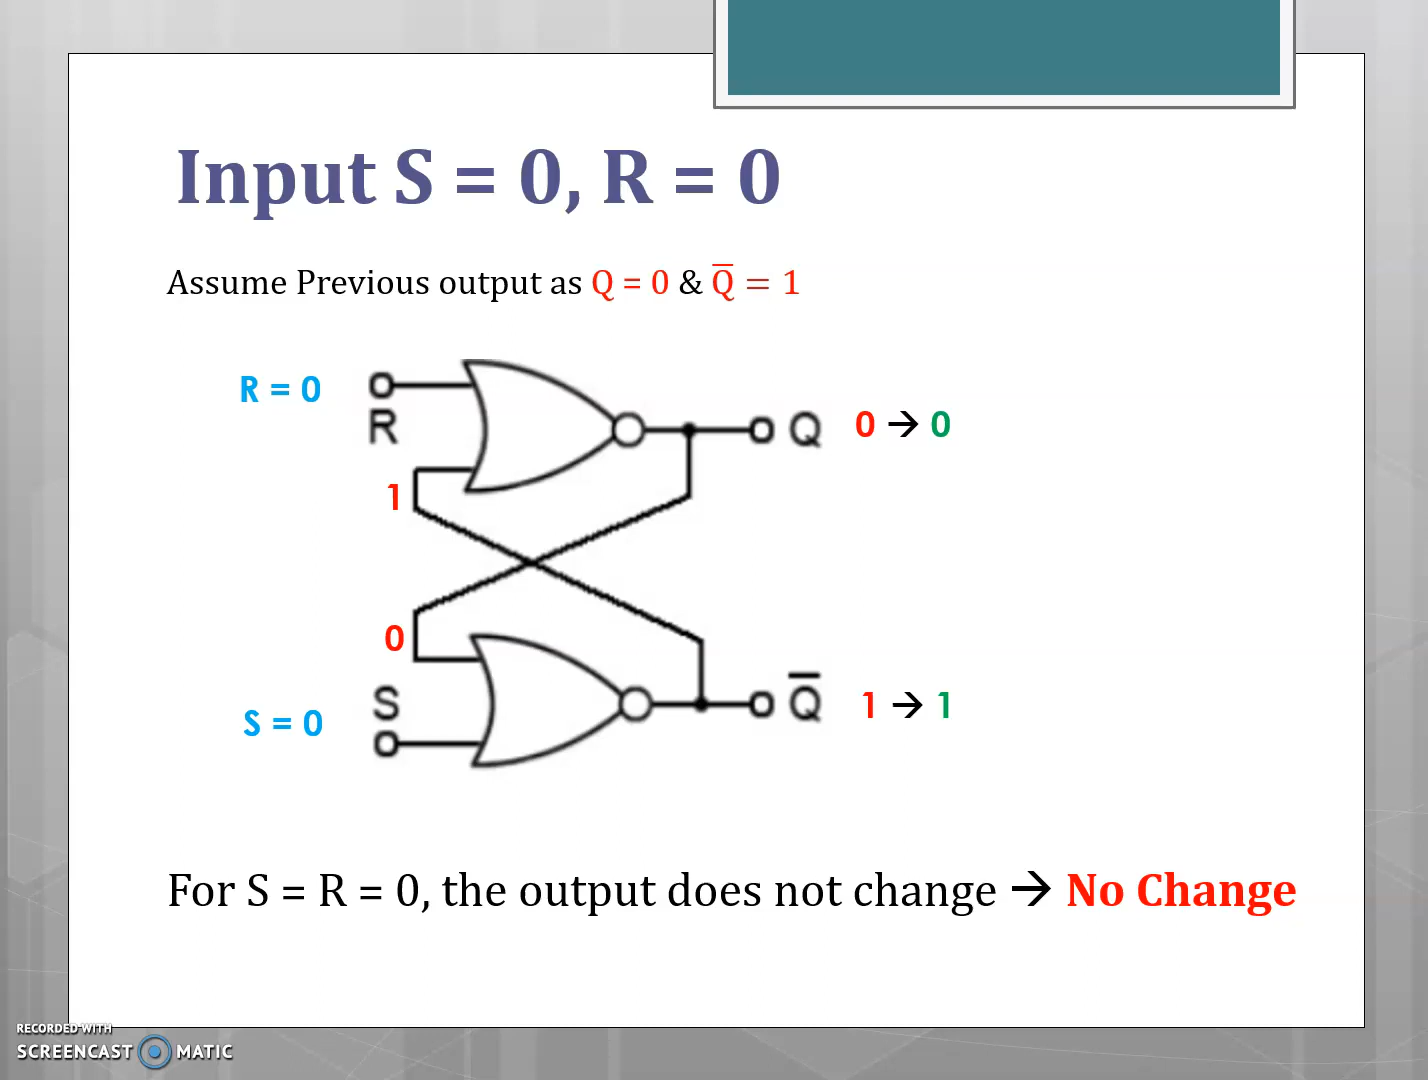 Input S = 0, R = 0
Assume Previous output as Q = 0 & Q̅ = 1
R = 0
R
Q 0 → 0
1
0
S
S = 0
Q̅ 1 → 1
For S = R = 0, the output does not change → No Change
RECORDED WITH
SCREENCAST MATIC